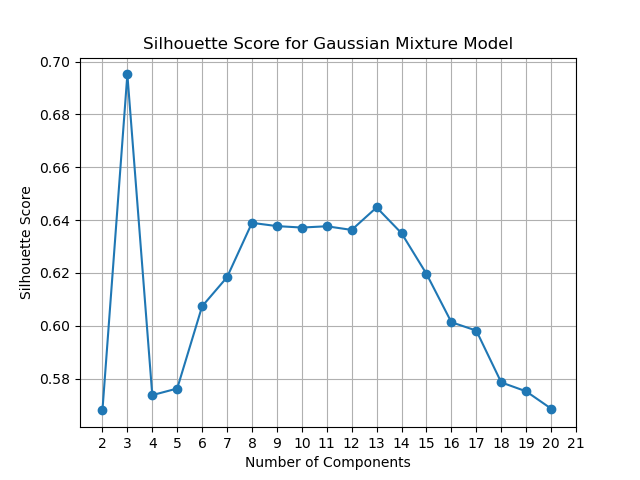 Silhouette Score for Gaussian Mixture Model
0.70
0.68
0.66
0.64
0.62
0.60
0.58
Silhouette Score
2 3 4 5 6 7 8 9 10 11 12 13 14 15 16 17 18 19 20 21
Number of Components